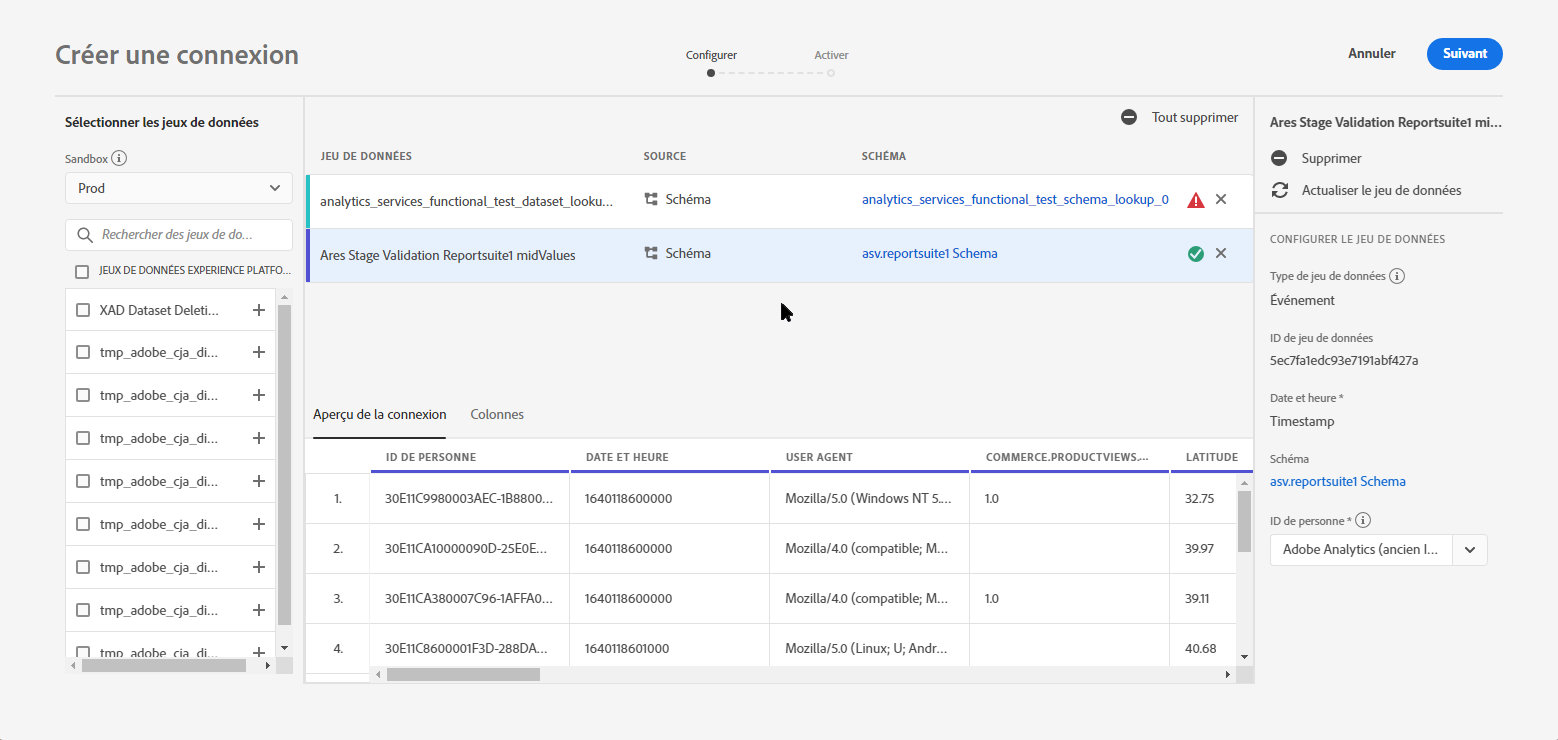 Créer une connexion
Configurer
Activer
Annuler
Suivant
Sélectionner les jeux de données
Sandbox
Prod
Rechercher des jeux de do...
JEUX DE DONNÉES EXPERIENCE PLATFO...
XAD Dataset Deleti...
tmp_adobe_cja_di...
tmp_adobe_cja_di...
tmp_adobe_cja_di...
tmp_adobe_cja_di...
tmp_adobe_cja_di...
tmp_adobe_cja_di...
tmp_adobe_cja_di...
tmp_adobe_cja_di...
Tout supprimer
JEU DE DONNÉES SOURCE SCHÉMA
analytics_services_functional_test_dataset_looku... Schéma analytics_services_functional_test_schema_lookup_0
Ares Stage Validation Reportsuite1 midValues Schéma asv.reportsuite1 Schema
Aperçu de la connexion Colonnes
ID DE PERSONNE DATE ET HEURE USER AGENT COMMERCE.PRODUCTVIEWS.... LATITUDE
1. 30E11C9980003AEC-1B8800... 1640118600000 Mozilla/5.0 (Windows NT 5.... 1.0 32.75
2. 30E11CA10000090D-25E0E... 1640118600000 Mozilla/4.0 (compatible; M... 39.97
3. 30E11CA380007C96-1AFFA0... 1640118600000 Mozilla/4.0 (compatible; M... 1.0 39.11
4. 30E11C8600001F3D-288DA... 1640118601000 Mozilla/5.0 (Linux; U; Andr... 40.68
Ares Stage Validation Reportsuite1 mi...
Supprimer
Actualiser le jeu de données
CONFIGURER LE JEU DE DONNÉES
Type de jeu de données
Événement
ID de jeu de données
5ec7fa1edc93e7191abf427a
Date et heure *
Timestamp
Schéma
asv.reportsuite1 Schema
ID de personne *
Adobe Analytics (ancien I...